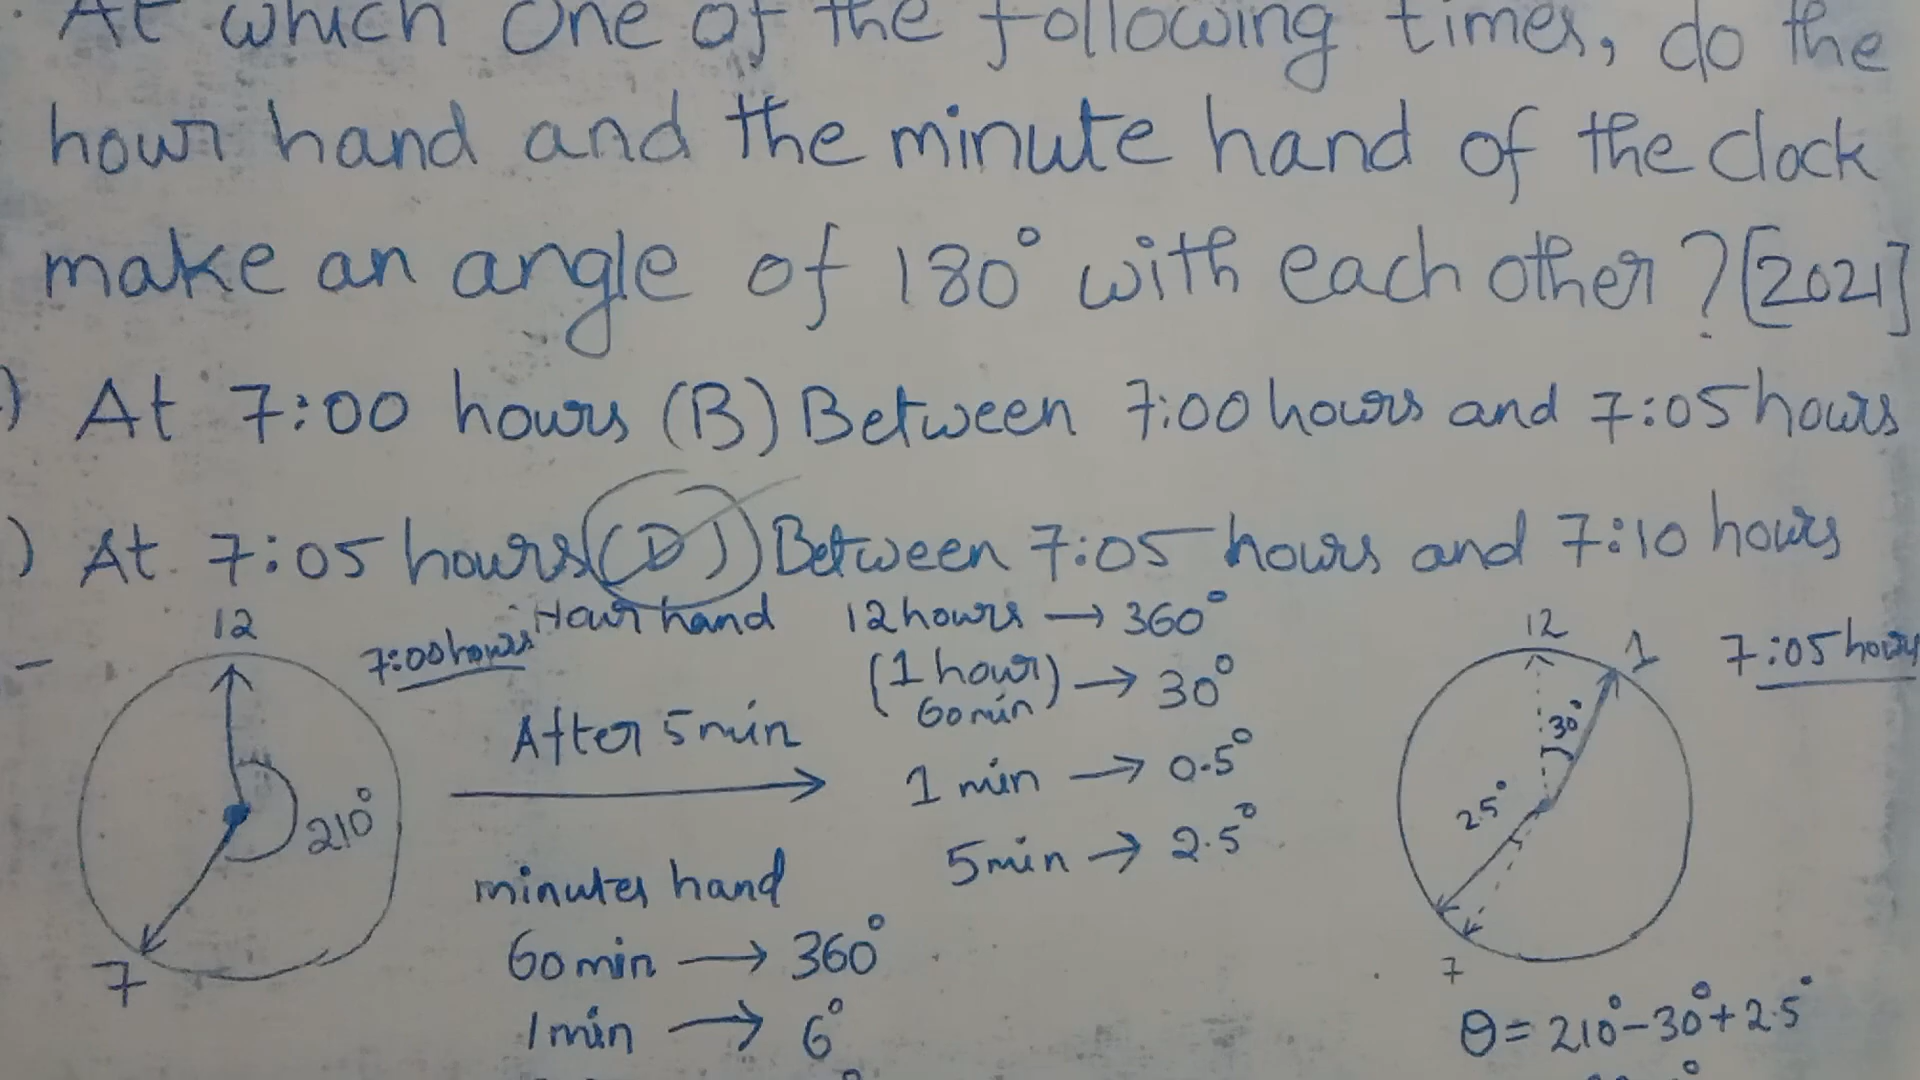 At which one of the following times, do the
hour hand and the minute hand of the clock
make an angle of 180° with each other? [2021]
) At 7:00 hours (B) Between 7:00 hours and 7:05 hours
) At 7:05 hours (D) Between 7:05 hours and 7:10 hours
12
7:00 hours
210°
7
Hour hand 12 hours → 360°
(1 hour) → 30°
60 min
After 5 min
1 min → 0.5°
5 min → 2.5°
minutes hand
60 min → 360°
1 min → 6°
12
1
7:05 hours
30°
2.5°
7
θ = 210° - 30° + 2.5°